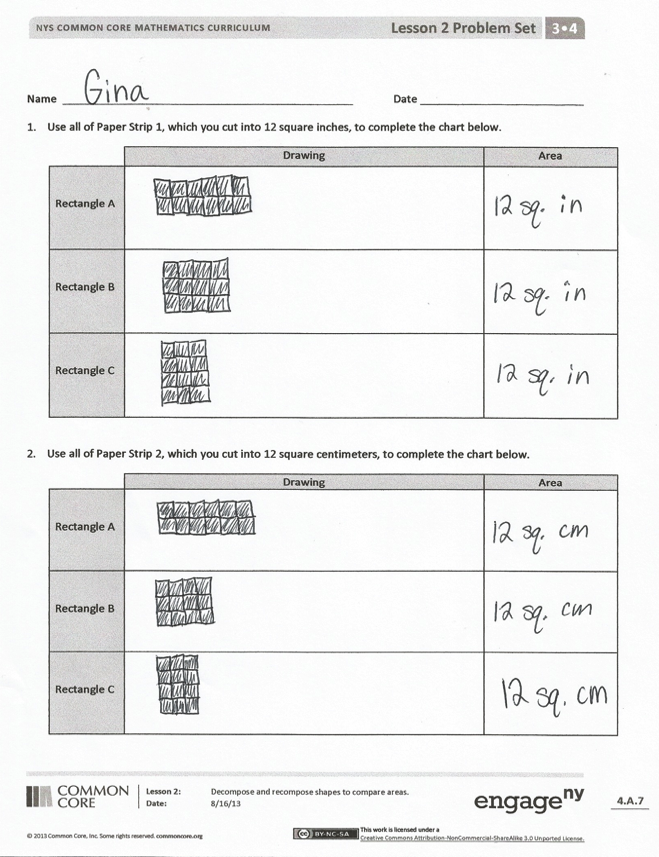 NYS COMMON CORE MATHEMATICS CURRICULUM Lesson 2 Problem Set 3•4
Name Gina Date
1. Use all of Paper Strip 1, which you cut into 12 square inches, to complete the chart below.
Drawing Area
Rectangle A 12 sq. in
Rectangle B 12 sq. in
Rectangle C 12 sq. in
2. Use all of Paper Strip 2, which you cut into 12 square centimeters, to complete the chart below.
Drawing Area
Rectangle A 12 sq. cm
Rectangle B 12 sq. cm
Rectangle C 12 sq. cm
COMMON CORE
Lesson 2: Decompose and recompose shapes to compare areas.
Date: 8/16/13
engageny
4.A.7
© 2013 Common Core, Inc. Some rights reserved. commoncore.org
CC BY-NC-SA
This work is licensed under a
Creative Commons Attribution-NonCommercial-ShareAlike 3.0 Unported License.